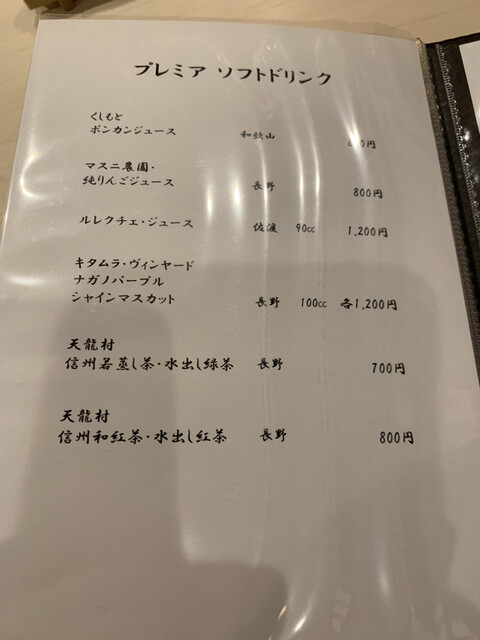 プレミア ソフトドリンク
くしもと
ポンカンジュース 和歌山 00円
マスニ農園・
純りんごジュース 長野 800円
ルレクチェ・ジュース 佐渡 90cc 1,200円
キタムラ・ヴィンヤード
ナガノパープル
シャインマスカット 長野 100cc 各1,200円
天龍村
信州若蒸し茶・水出し緑茶 長野 700円
天龍村
信州和紅茶・水出し紅茶 長野 800円